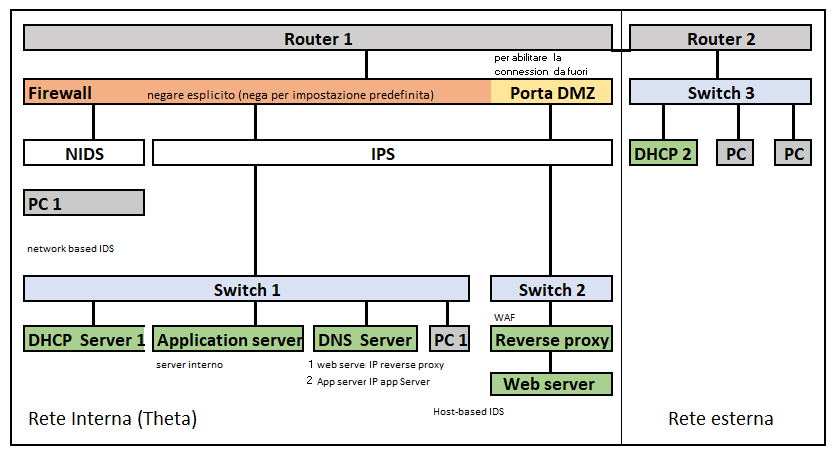 Router 1
Router 2
per abilitare la
connession da fuori
Firewall
negare esplicito (nega per impostazione predefinita)
Porta DMZ
Switch 3
NIDS
IPS
DHCP 2
PC
PC
PC 1
network based IDS
Switch 1
Switch 2
WAF
DHCP Server 1
Application server
DNS Server
PC 1
Reverse proxy
server interno
1 web serve IP reverse proxy
2 App server IP app Server
Web server
Host-based IDS
Rete Interna (Theta)
Rete esterna